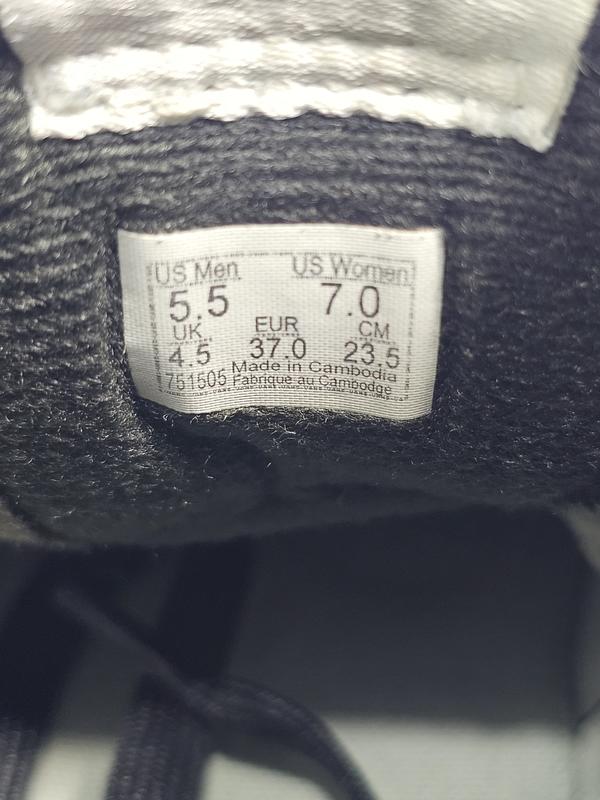 US Men US Women
5.5 7.0
UK EUR CM
4.5 37.0 23.5
751505 Made in Cambodia
Fabrique au Cambodge